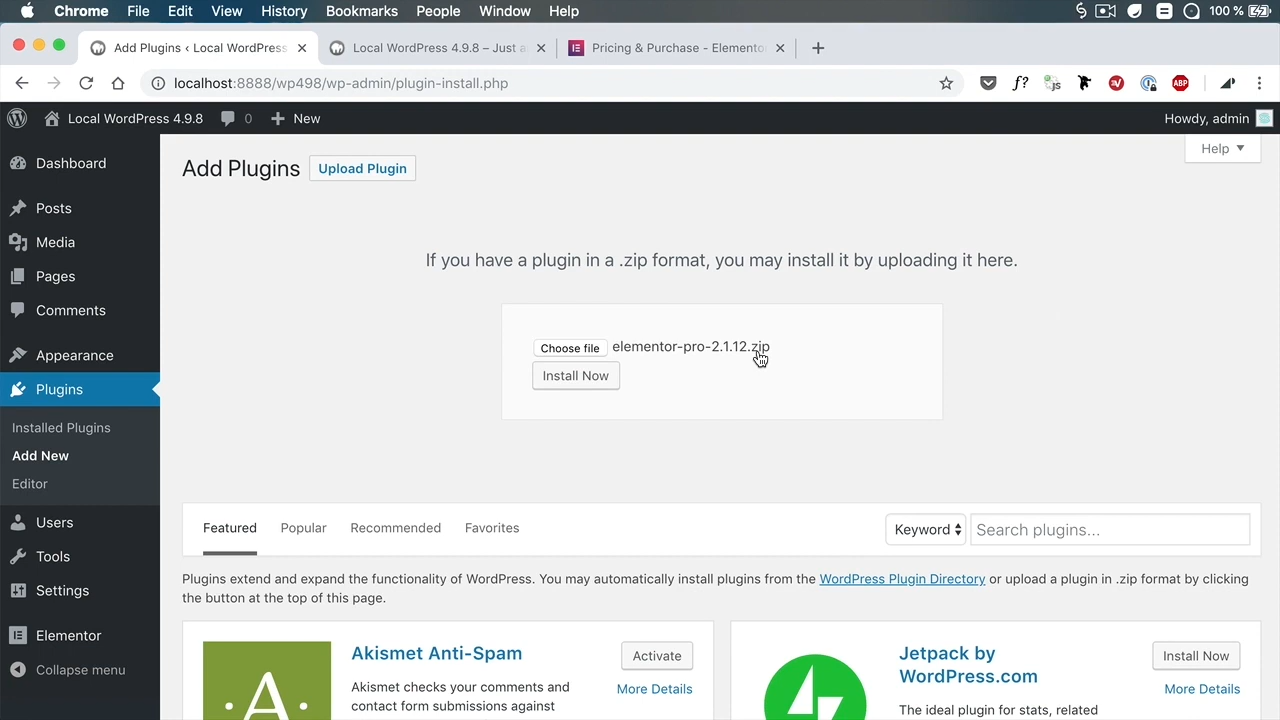 Chrome File Edit View History Bookmarks People Window Help 100 %
Add Plugins ‹ Local WordPress
Local WordPress 4.9.8 – Just a
Pricing & Purchase - Elemento
localhost:8888/wp498/wp-admin/plugin-install.php
f?
js
ABP
Local WordPress 4.9.8 0 New Howdy, admin
Help
Dashboard
Posts
Media
Pages
Comments
Appearance
Plugins
Installed Plugins
Add New
Editor
Users
Tools
Settings
Elementor
Collapse menu
Add Plugins Upload Plugin
If you have a plugin in a .zip format, you may install it by uploading it here.
Choose file elementor-pro-2.1.12.zip
Install Now
Featured Popular Recommended Favorites Keyword Search plugins...
Plugins extend and expand the functionality of WordPress. You may automatically install plugins from the WordPress Plugin Directory or upload a plugin in .zip format by clicking
the button at the top of this page.
Akismet Anti-Spam
Activate
More Details
Akismet checks your comments and
contact form submissions against
Jetpack by
WordPress.com
Install Now
More Details
The ideal plugin for stats, related